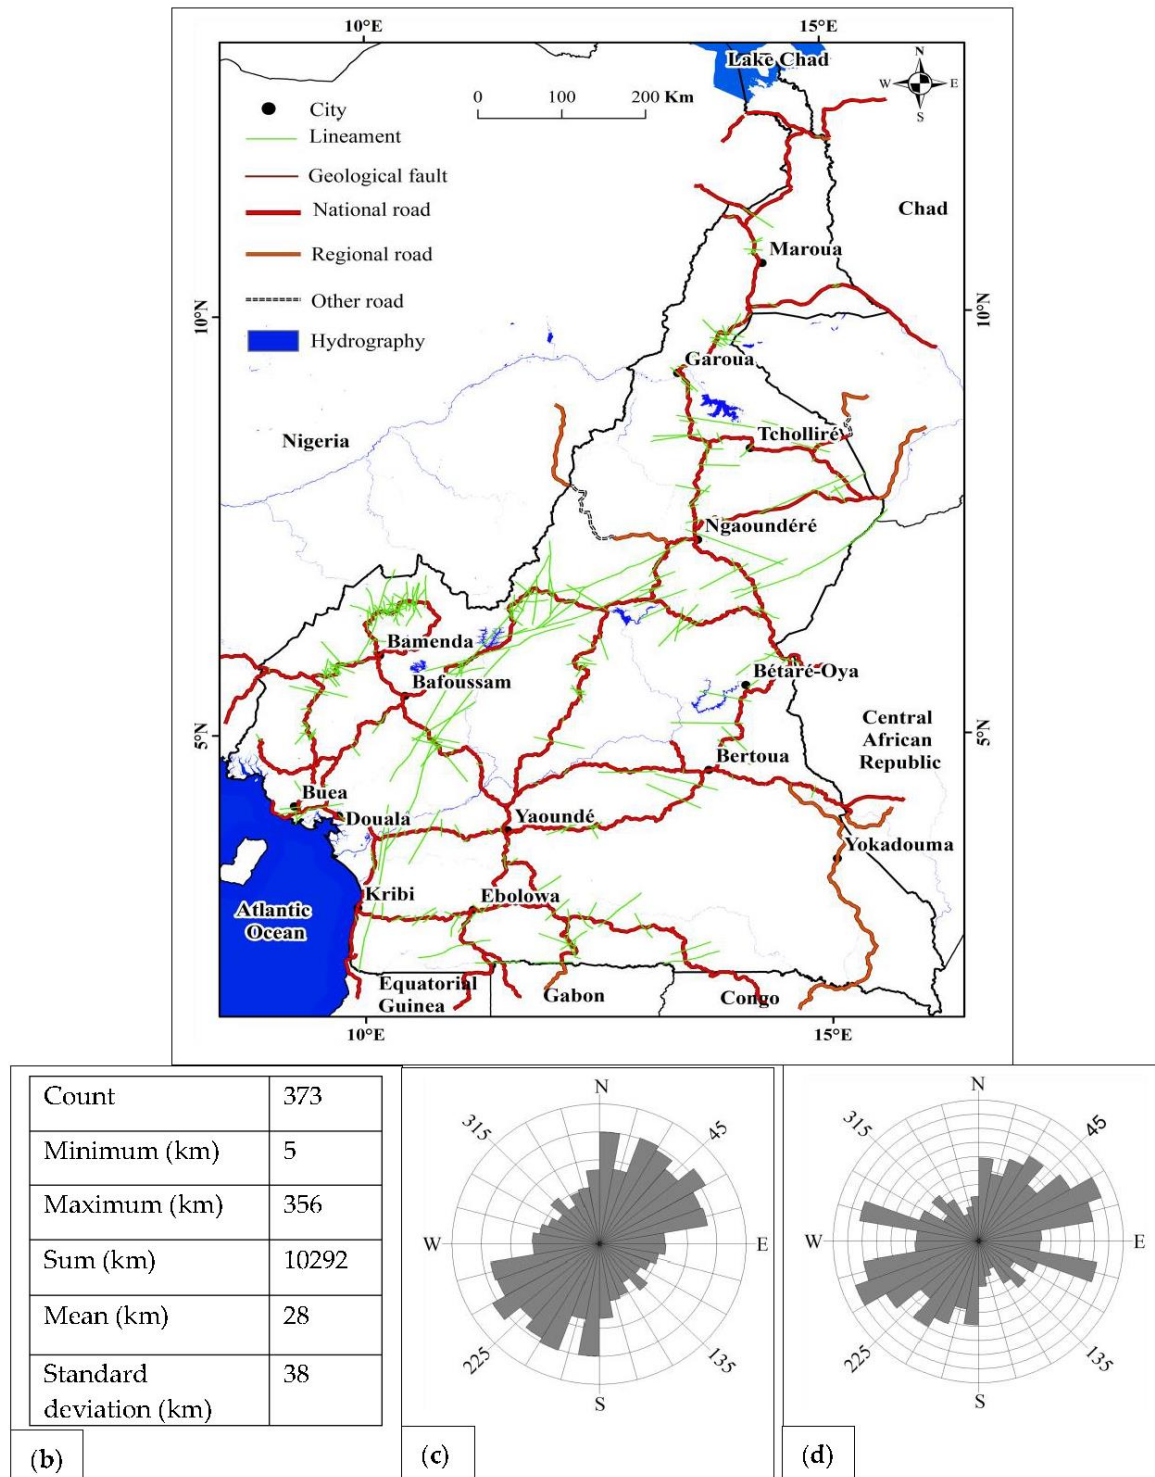 10°E
15°E
Lake Chad
N
W
E
S
0
100
200 Km
City
Lineament
Geological fault
National road
Regional road
Other road
Hydrography
Chad
Maroua
10°N
10°N
Garoua
Nigeria
Tcholliré
Ngaoundéré
Bamenda
Bafoussam
Bétaré-Oya
Central
African
Republic
5°N
5°N
Bertoua
Buea
Douala
Yaoundé
Yokadouma
Kribi
Ebolowa
Atlantic
Ocean
Equatorial
Guinea
Gabon
Congo
10°E
15°E
Count 373
Minimum (km) 5
Maximum (km) 356
Sum (km) 10292
Mean (km) 28
Standard
deviation (km) 38
(b)
N
45
E
135
S
225
W
315
(c)
N
45
E
135
S
225
W
315
(d)